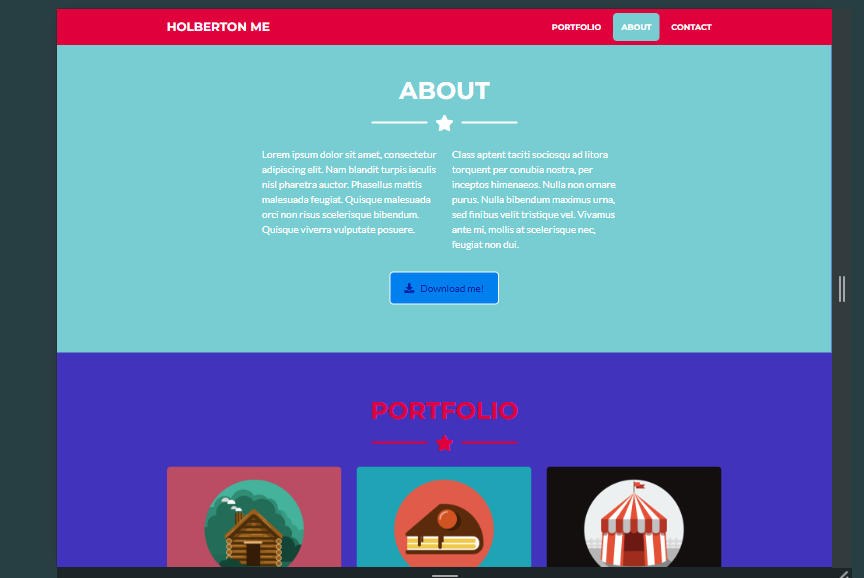 HOLBERTON ME
PORTFOLIO
ABOUT
CONTACT
ABOUT
Lorem ipsum dolor sit amet, consectetur
adipiscing elit. Nam blandit turpis iaculis
nisl pharetra auctor. Phasellus mattis
malesuada feugiat. Quisque malesuada
orci non risus scelerisque bibendum.
Quisque viverra vulputate posuere.
Class aptent taciti sociosqu ad litora
torquent per conubia nostra, per
inceptos himenaeos. Nulla non ornare
purus. Nulla bibendum maximus urna,
sed finibus velit tristique vel. Vivamus
ante mi, mollis at scelerisque nec,
feugiat non dui.
Download me!
PORTFOLIO